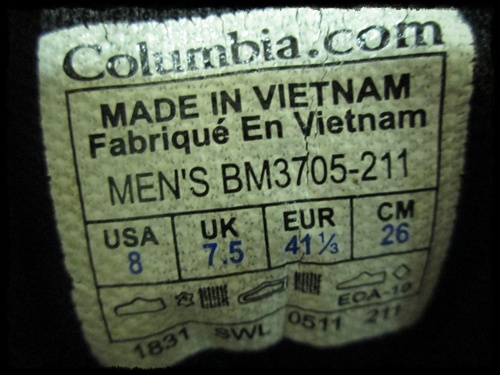 Columbia.com
MADE IN VIETNAM
Fabriqué En Vietnam
MEN'S BM3705-211
USA UK EUR CM
8 7.5 41⅓ 26
ECA-10
1831 SWL 0511 211